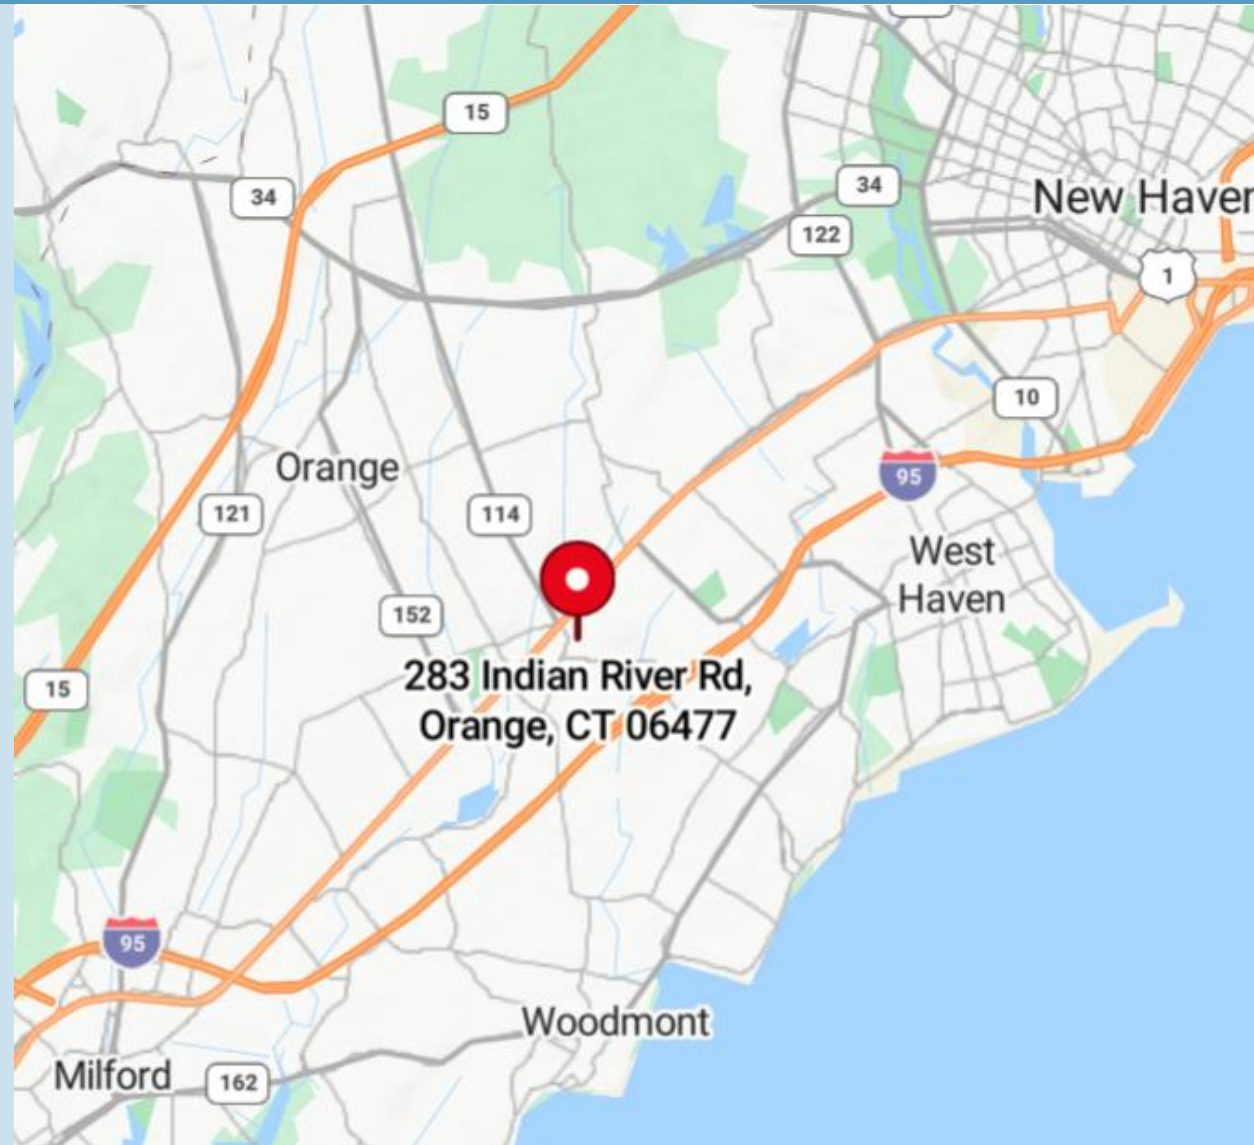 15
34
34
New Haven
122
1
10
Orange
95
121
114
West
Haven
152
15
283 Indian River Rd,
Orange, CT 06477
95
Woodmont
Milford
162